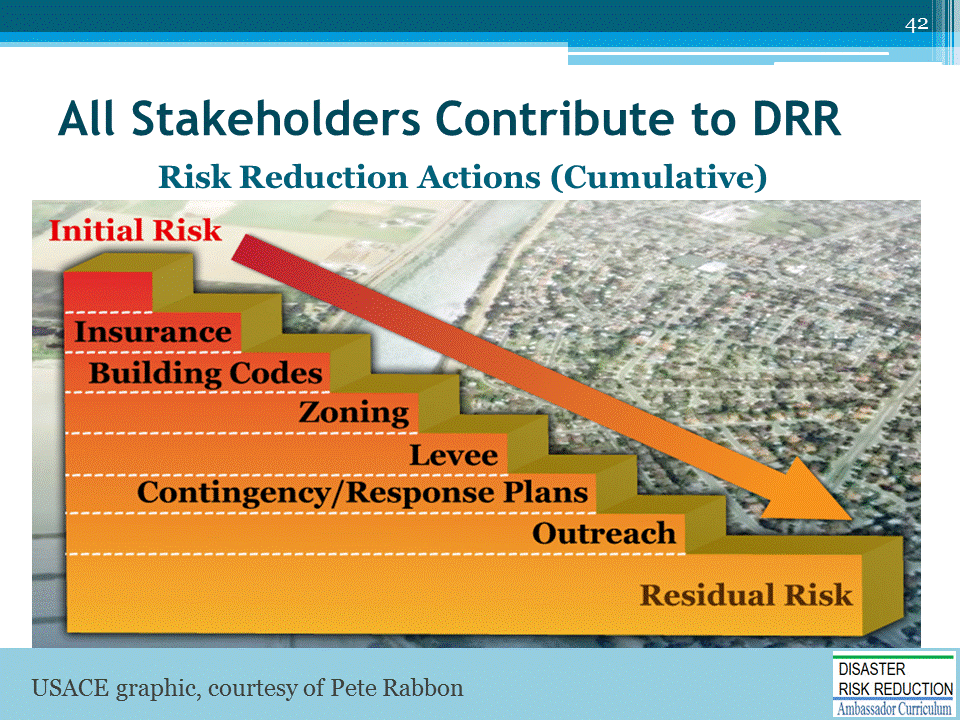 42
All Stakeholders Contribute to DRR
Risk Reduction Actions (Cumulative)
Initial Risk
Insurance
Building Codes
Zoning
Levee
Contingency/Response Plans
Outreach
Residual Risk
USACE graphic, courtesy of Pete Rabbon
DISASTER
RISK REDUCTION
Ambassador Curriculum